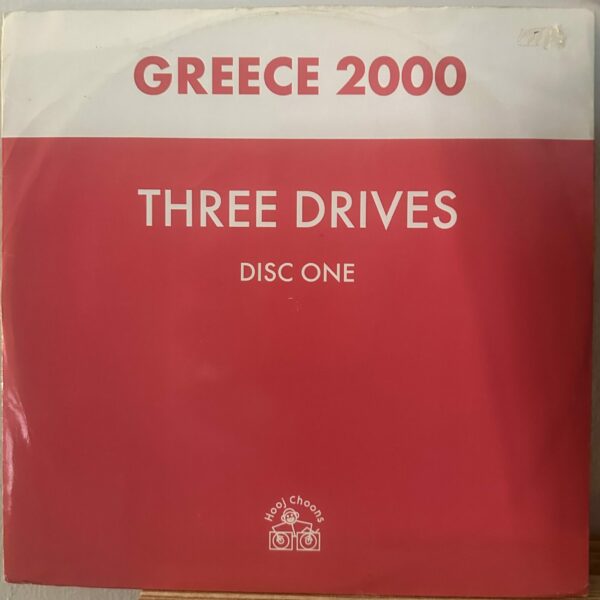 GREECE 2000
THREE DRIVES
DISC ONE
Hooj Choons